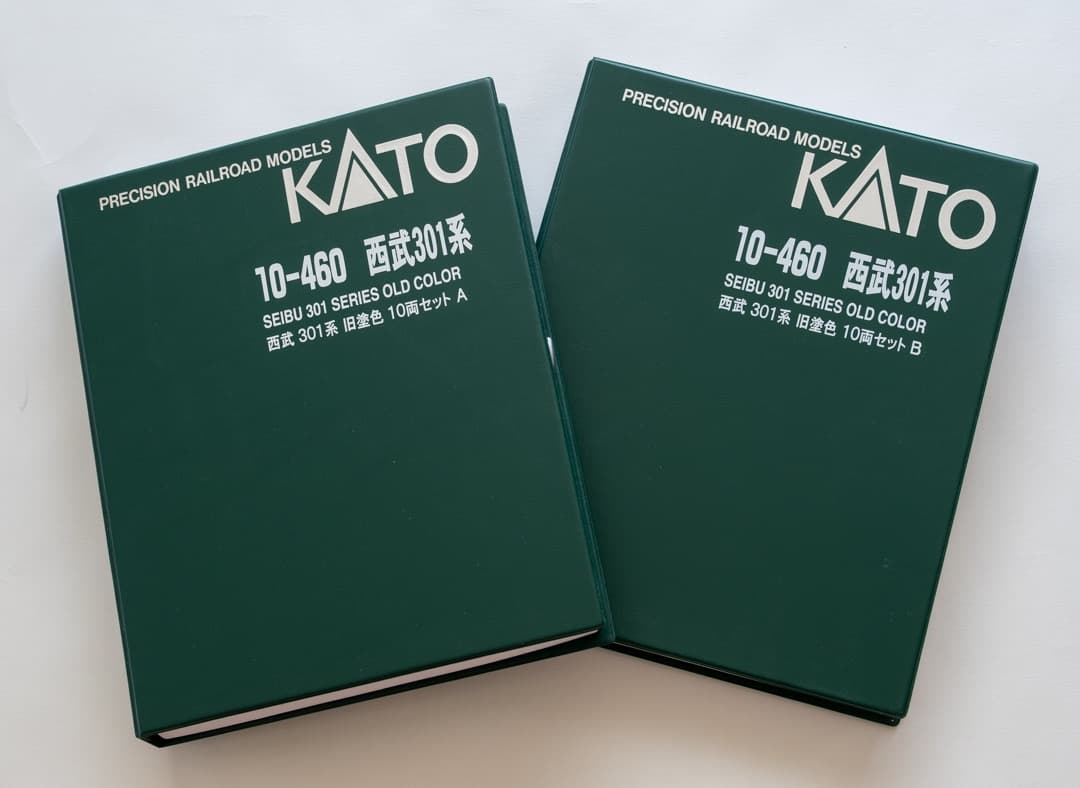 PRECISION RAILROAD MODELS
KATO
10-460 西武301系
SEIBU 301 SERIES OLD COLOR
西武 301系 旧塗色 10両セット A
PRECISION RAILROAD MODELS
KATO
10-460 西武301系
SEIBU 301 SERIES OLD COLOR
西武 301系 旧塗色 10両セット B